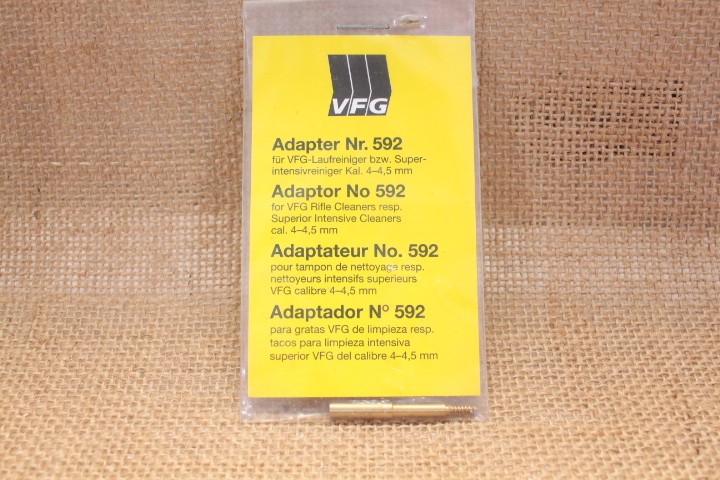 VFG
Adapter Nr. 592
für VFG-Laufreiniger bzw. Super-
intensivreiniger Kal. 4–4,5 mm
Adaptor No 592
for VFG Rifle Cleaners resp.
Superior Intensive Cleaners
cal. 4–4,5 mm
Adaptateur No. 592
pour tampon de nettoyage resp.
nettoyeurs intensifs superieurs
VFG calibre 4–4,5 mm
Adaptador Nº 592
para gratas VFG de limpieza resp.
tacos para limpieza intensiva
superior VFG del calibre 4–4,5 mm